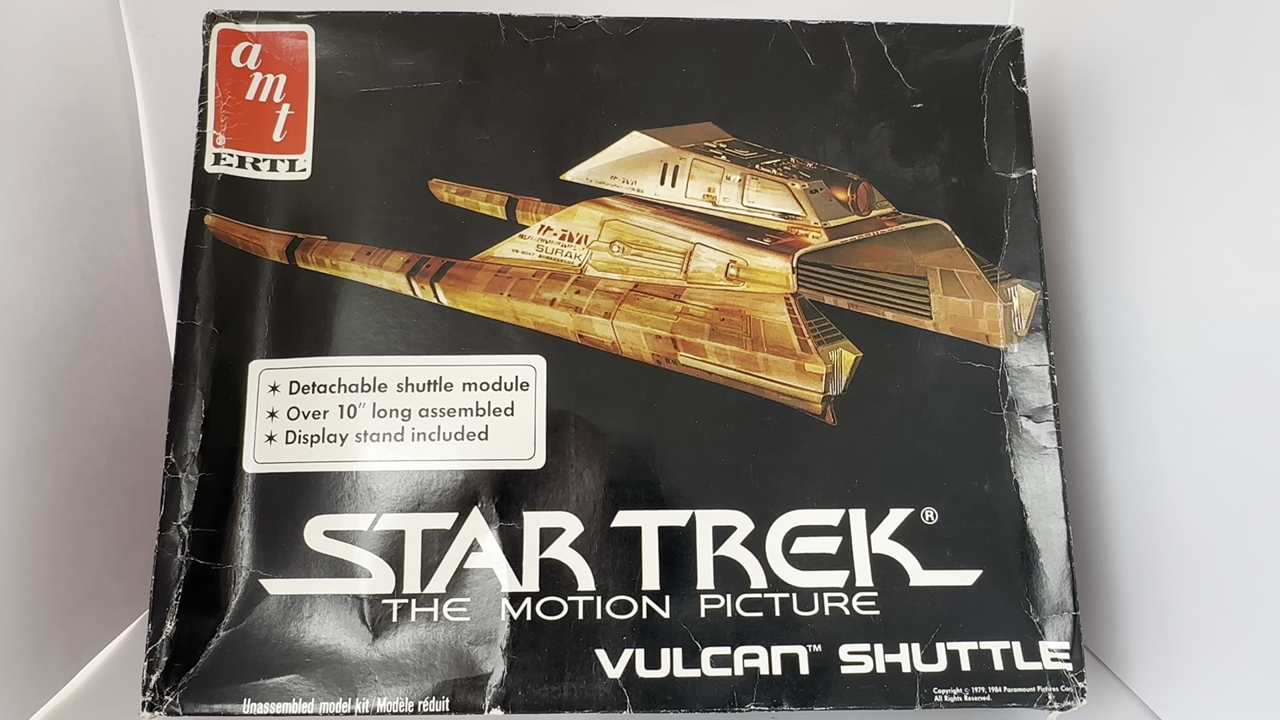 amt
®
ERTL
SURAK
✶ Detachable shuttle module
✶ Over 10" long assembled
✶ Display stand included
STAR TREK®
THE MOTION PICTURE
VULCAN™ SHUTTLE
Copyright © 1979, 1984 Paramount Pictures
All Rights Reserved.
Unassembled model kit/Modèle réduit